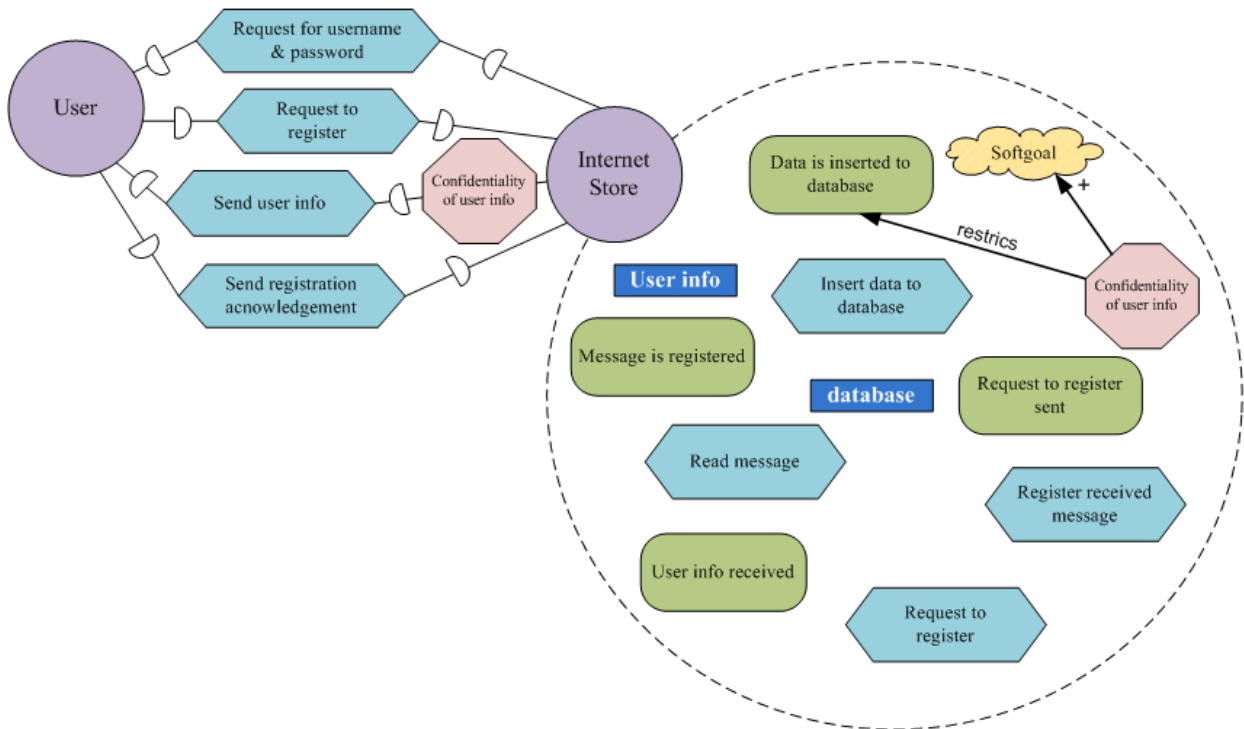 Request for username
& password
User
Request to
register
Confidentiality
of user info
Send user info
Send registration
acnowledgement
Internet
Store
Data is inserted to
database
Softgoal
+
restrics
User info
Insert data to
database
Confidentiality
of user info
Message is registered
database
Request to register
sent
Read message
Register received
message
User info received
Request to
register